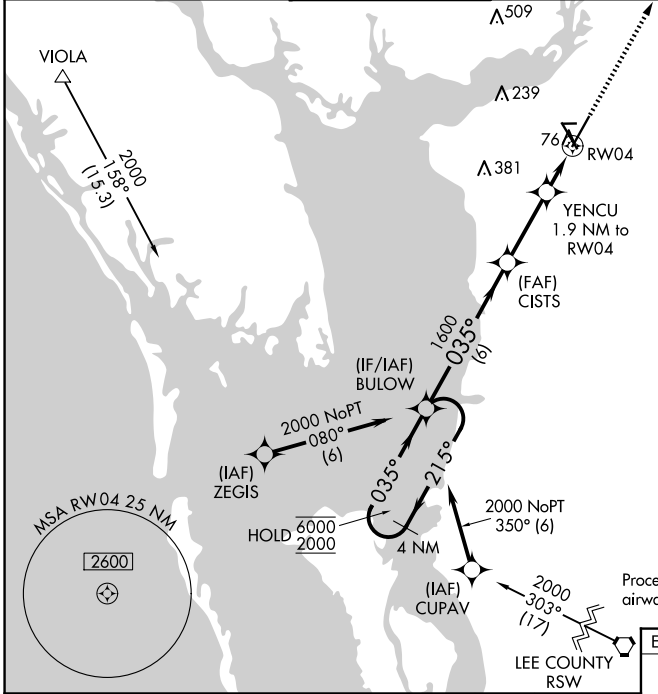 509
VIOLA
239
2000
158°
(15.3)
76
RW04
381
YENCU
1.9 NM to
RW04
(FAF)
CISTS
1600
035°
(6)
(IF/IAF)
BULOW
2000 NoPT
080°
(6)
(IAF)
ZEGIS
035°
215°
MSA RW04 25 NM
2600
HOLD 6000
2000
4 NM
2000 NoPT
350° (6)
(IAF)
CUPAV
2000
303°
(17)
Proce
airwa
E
LEE COUNTY
RSW